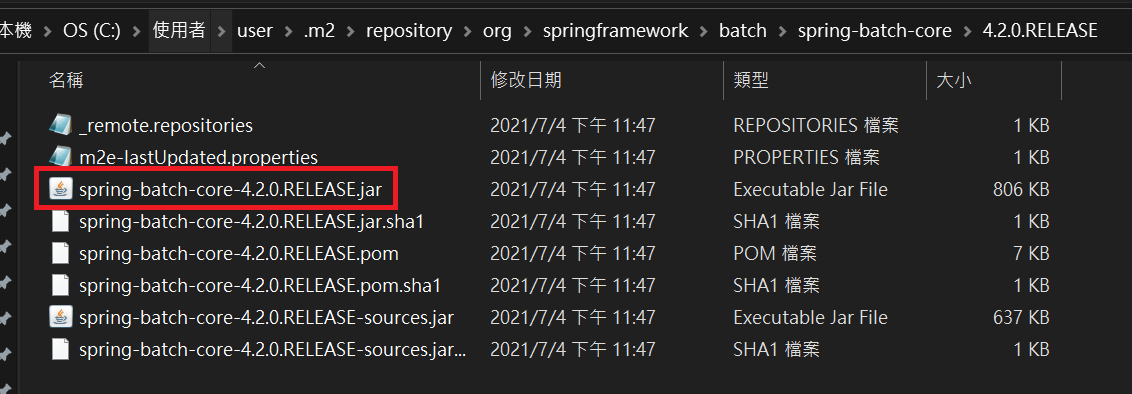 本機 › OS (C:) › 使用者 › user › .m2 › repository › org › springframework › batch › spring-batch-core › 4.2.0.RELEASE
名稱 修改日期 類型 大小
_remote.repositories 2021/7/4 下午 11:47 REPOSITORIES 檔案 1 KB
m2e-lastUpdated.properties 2021/7/4 下午 11:47 PROPERTIES 檔案 1 KB
spring-batch-core-4.2.0.RELEASE.jar 2021/7/4 下午 11:47 Executable Jar File 806 KB
spring-batch-core-4.2.0.RELEASE.jar.sha1 2021/7/4 下午 11:47 SHA1 檔案 1 KB
spring-batch-core-4.2.0.RELEASE.pom 2021/7/4 下午 11:47 POM 檔案 7 KB
spring-batch-core-4.2.0.RELEASE.pom.sha1 2021/7/4 下午 11:47 SHA1 檔案 1 KB
spring-batch-core-4.2.0.RELEASE-sources.jar 2021/7/4 下午 11:47 Executable Jar File 637 KB
spring-batch-core-4.2.0.RELEASE-sources.jar... 2021/7/4 下午 11:47 SHA1 檔案 1 KB